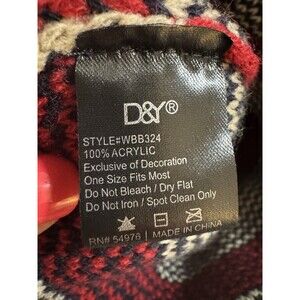 D&Y®
STYLE#WBB324
100% ACRYLIC
Exclusive of Decoration
One Size Fits Most
Do Not Bleach / Dry Flat
Do Not Iron / Spot Clean Only
RN# 54976 | MADE IN CHINA